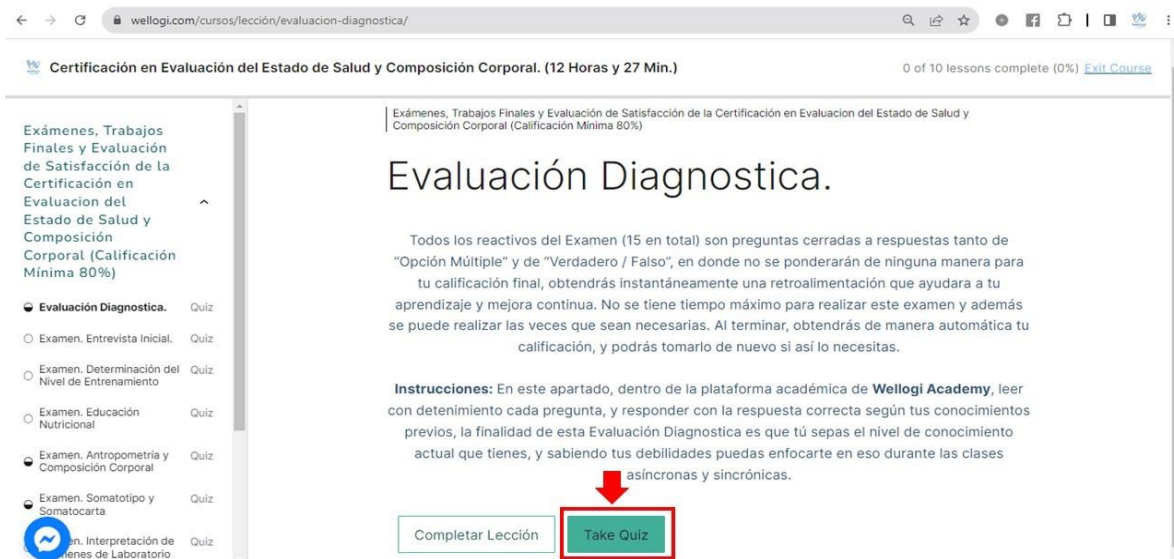 wellogi.com/cursos/lección/evaluacion-diagnostica/
Certificación en Evaluación del Estado de Salud y Composición Corporal. (12 Horas y 27 Min.)
0 of 10 lessons complete (0%) Exit Course
Exámenes, Trabajos
Finales y Evaluación
de Satisfacción de la
Certificación en
Evaluacion del
Estado de Salud y
Composición
Corporal (Calificación
Mínima 80%)
Evaluación Diagnostica. Quiz
Examen. Entrevista Inicial. Quiz
Examen. Determinación del Quiz
Nivel de Entrenamiento
Examen. Educación Quiz
Nutricional
Examen. Antropometría y Quiz
Composición Corporal
Examen. Somatotipo y Quiz
Somatocarta
Interpretación de Quiz
de Laboratorio
Exámenes, Trabajos Finales y Evaluación de Satisfacción de la Certificación en Evaluacion del Estado de Salud y
Composición Corporal (Calificación Mínima 80%)
Evaluación Diagnostica.
Todos los reactivos del Examen (15 en total) son preguntas cerradas a respuestas tanto de
“Opción Múltiple” y de “Verdadero / Falso”, en donde no se ponderarán de ninguna manera para
tu calificación final, obtendrás instantáneamente una retroalimentación que ayudara a tu
aprendizaje y mejora continua. No se tiene tiempo máximo para realizar este examen y además
se puede realizar las veces que sean necesarias. Al terminar, obtendrás de manera automática tu
calificación, y podrás tomarlo de nuevo si así lo necesitas.
Instrucciones: En este apartado, dentro de la plataforma académica de Wellogi Academy, leer
con detenimiento cada pregunta, y responder con la respuesta correcta según tus conocimientos
previos, la finalidad de esta Evaluación Diagnostica es que tú sepas el nivel de conocimiento
actual que tienes, y sabiendo tus debilidades puedas enfocarte en eso durante las clases
asíncronas y sincrónicas.
Completar Lección
Take Quiz